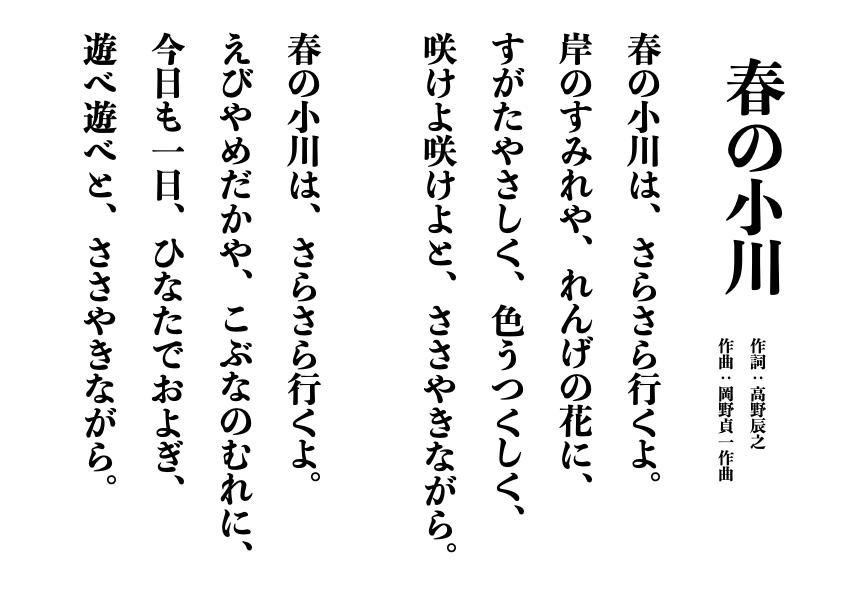 春の小川
作詞：高野辰之
作曲：岡野貞一作曲
春の小川は、さらさら行くよ。
岸のすみれや、れんげの花に、
すがたやさしく、色うつくしく、
咲けよ咲けよと、ささやきながら。
春の小川は、さらさら行くよ。
えびやめだかや、こぶなのむれに、
今日も一日、ひなたでおよぎ、
遊べ遊べと、ささやきながら。